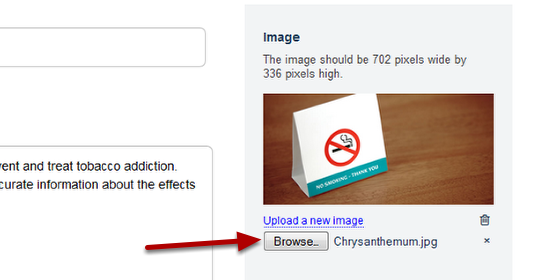 Image
The image should be 702 pixels wide by
336 pixels high.
NO SMOKING - THANK YOU
vent and treat tobacco addiction.
curate information about the effects
Upload a new image
Browse...
Chrysanthemum.jpg
×